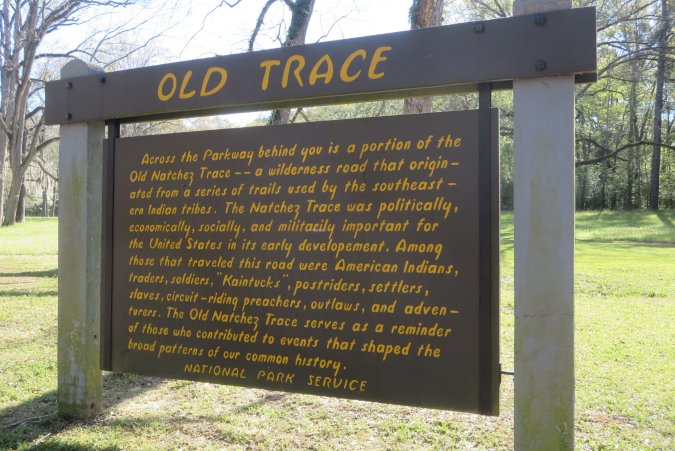 OLD TRACE
Across the Parkway behind you is a portion of the
Old Natchez Trace -- a wilderness road that origin-
ated from a series of trails used by the southeast-
ern Indian tribes. The Natchez Trace was politically,
economically, socially, and militarily important for
the United States in its early developement. Among
those that traveled this road were American Indians,
traders, soldiers, "Kaintucks", postriders, settlers,
slaves, circuit-riding preachers, outlaws, and adven-
turers. The Old Natchez Trace serves as a reminder
of those who contributed to events that shaped the
broad patterns of our common history.
NATIONAL PARK SERVICE